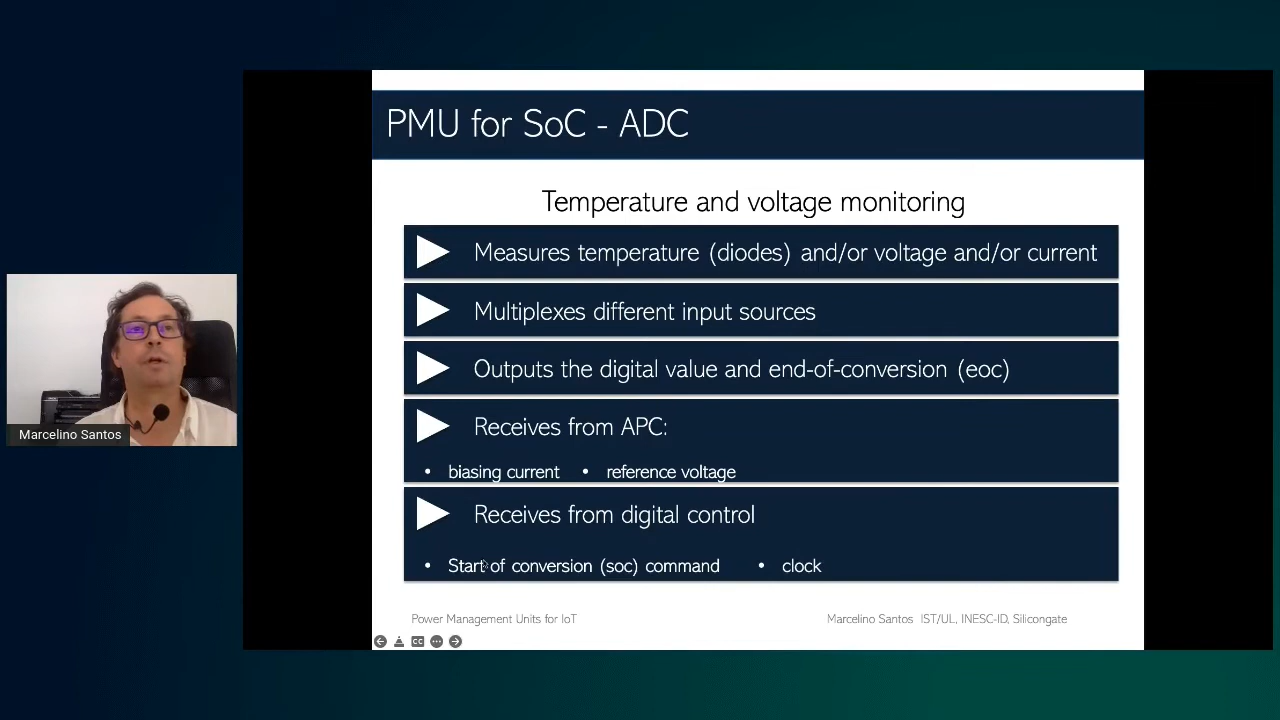 PMU for SoC - ADC
Temperature and voltage monitoring
Measures temperature (diodes) and/or voltage and/or current
Multiplexes different input sources
Outputs the digital value and end-of-conversion (eoc)
Receives from APC:
• biasing current • reference voltage
Receives from digital control
• Start of conversion (soc) command • clock
Power Management Units for IoT
Marcelino Santos IST/UL, INESC-ID, Silicongate
CC
Marcelino Santos